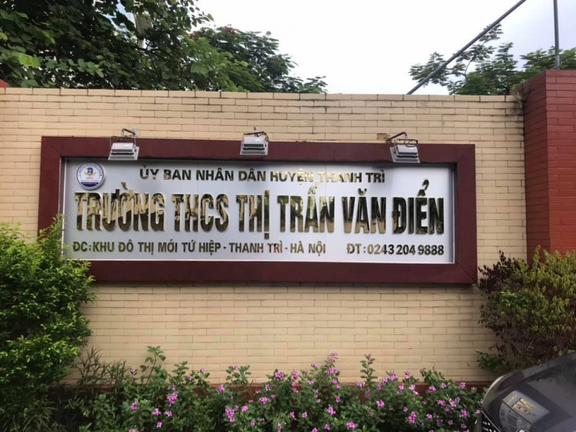 ỦY BAN NHÂN DÂN HUYỆN THANH TRÌ
TRƯỜNG THCS THỊ TRẤN VĂN ĐIỂN
ĐC:KHU ĐÔ THỊ MỚI TỨ HIỆP - THANH TRÌ - HÀ NỘI ĐT:0243 204 9888